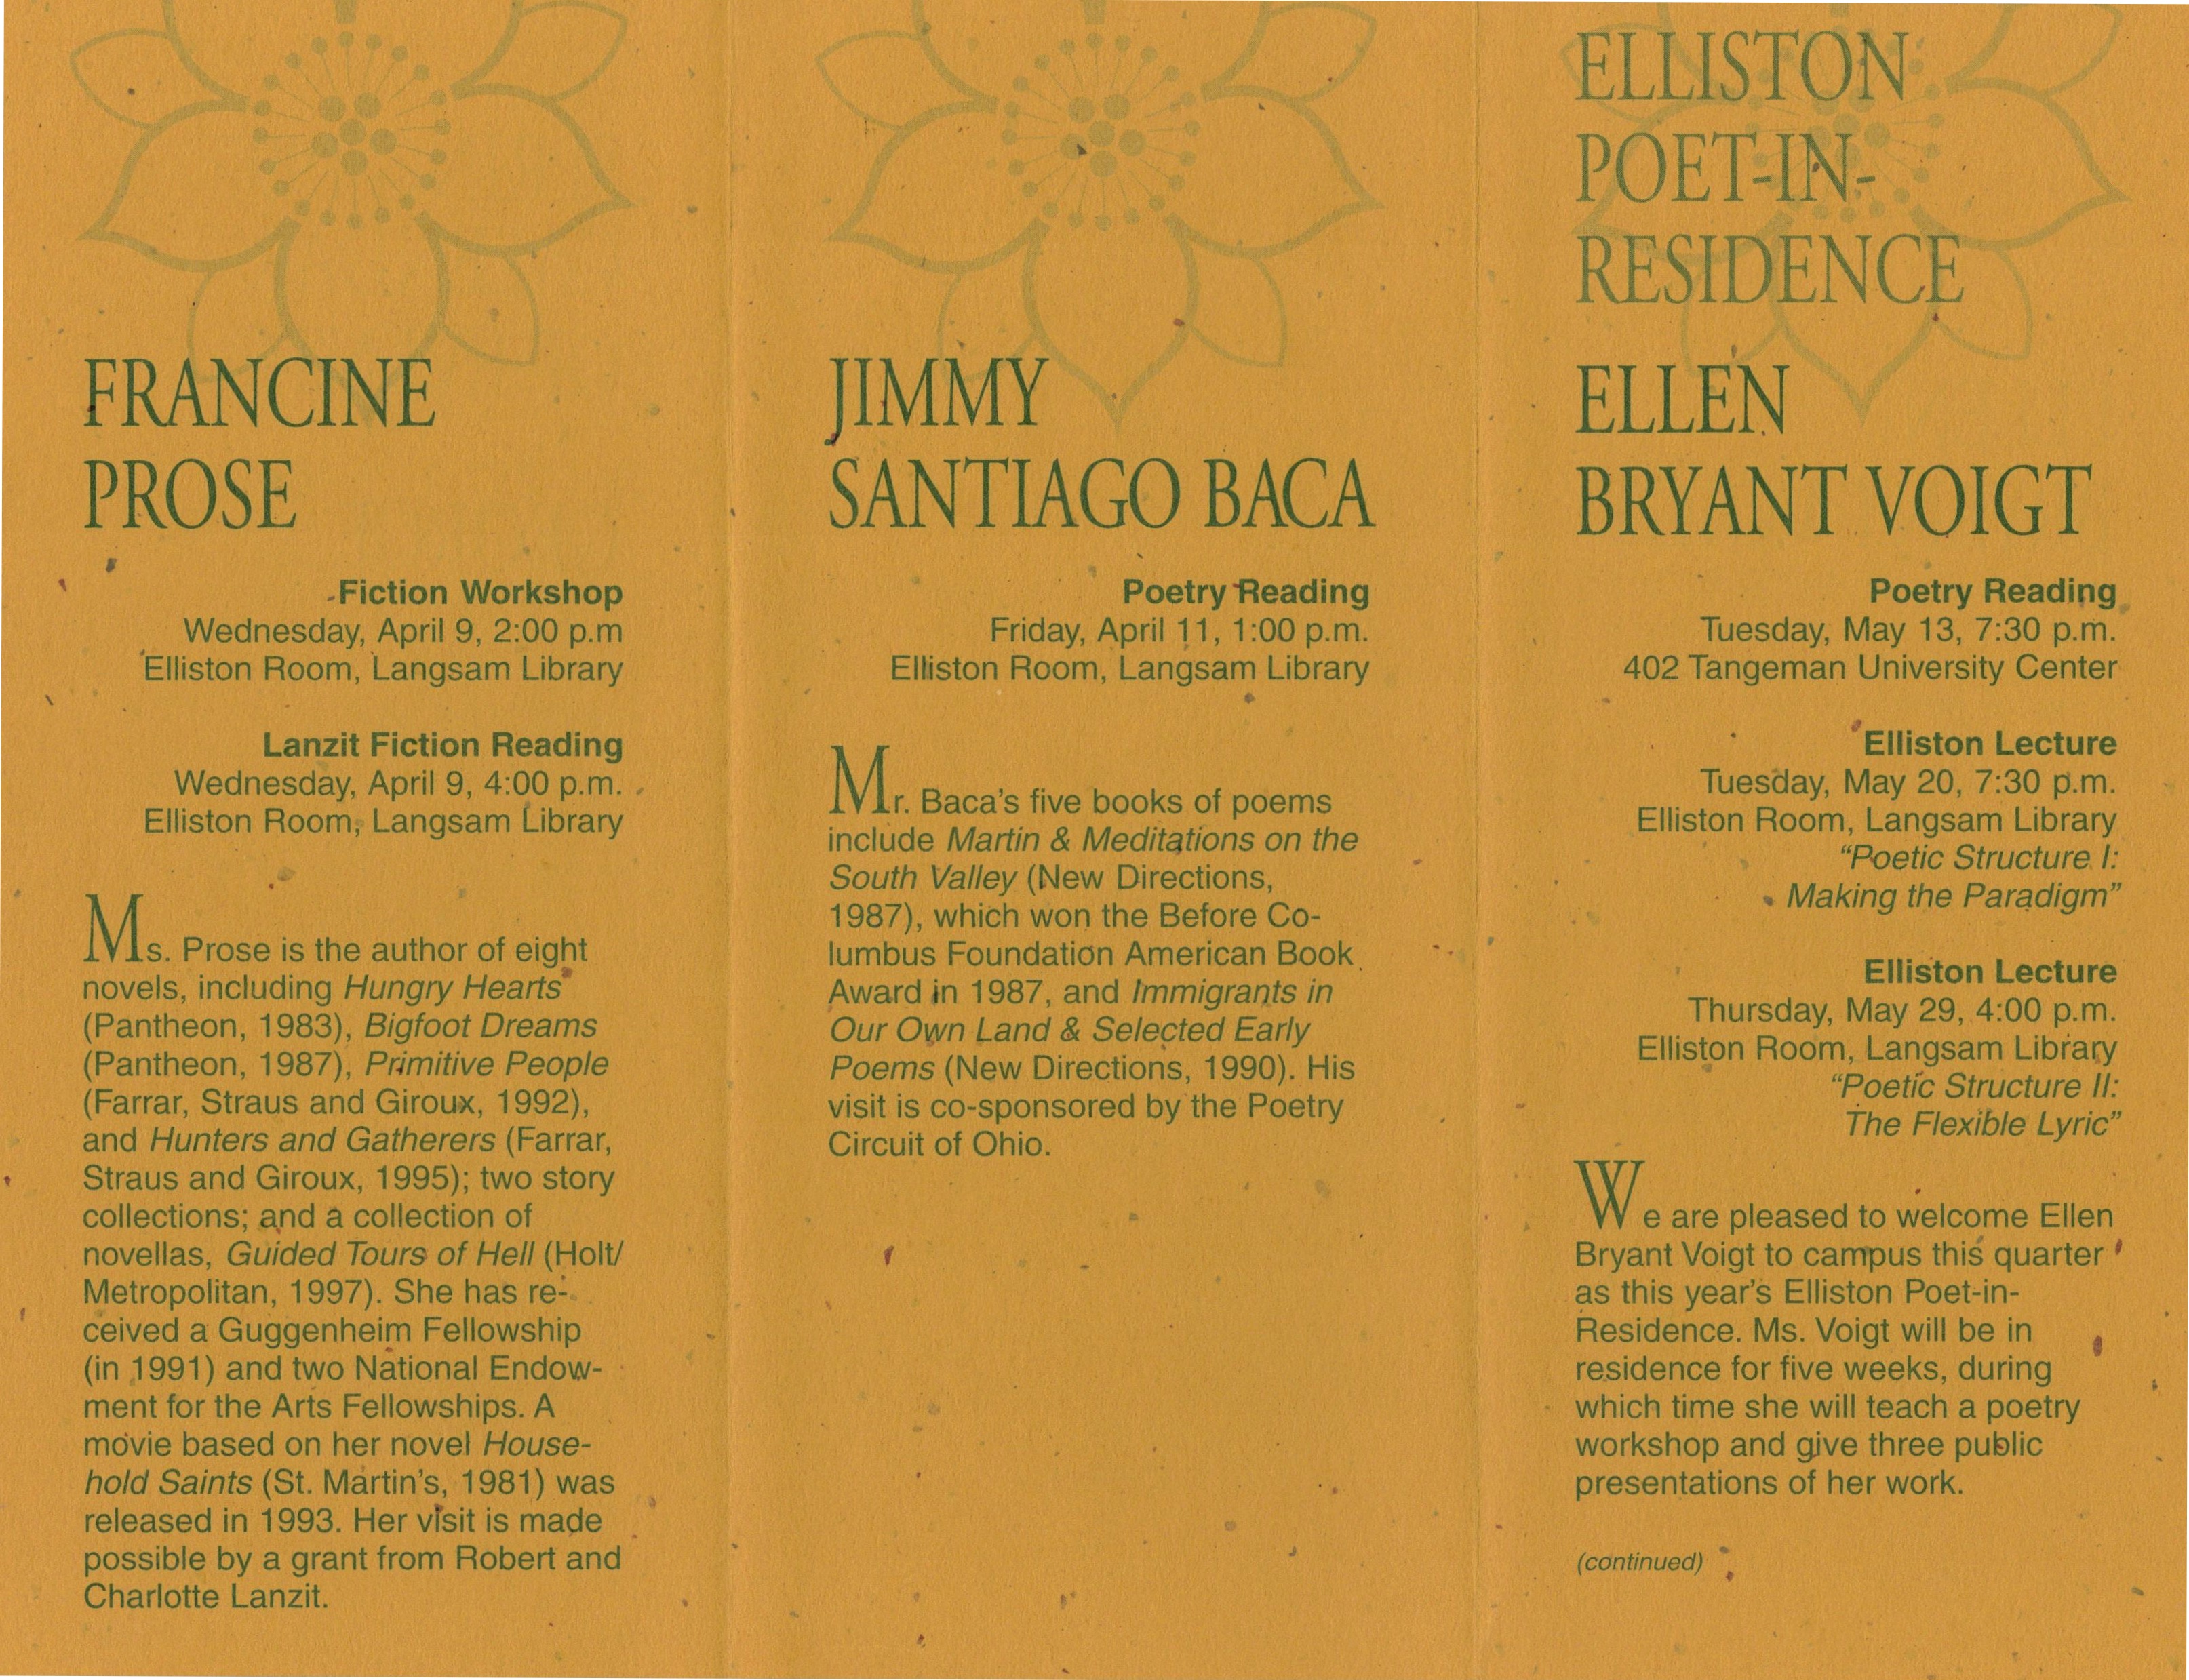 FRANCINE
PROSE
Fiction Workshop
Wednesday, April 9, 2:00 p.m
Elliston Room, Langsam Library
Lanzit Fiction Reading
Wednesday, April 9, 4:00 p.m.
Elliston Room, Langsam Library
Ms. Prose is the author of eight
novels, including Hungry Hearts
(Pantheon, 1983), Bigfoot Dreams
(Pantheon, 1987), Primitive People
(Farrar, Straus and Giroux, 1992),
and Hunters and Gatherers (Farrar,
Straus and Giroux, 1995); two story
collections; and a collection of
novellas, Guided Tours of Hell (Holt/
Metropolitan, 1997). She has re-
ceived a Guggenheim Fellowship
(in 1991) and two National Endow-
ment for the Arts Fellowships. A
movie based on her novel House-
hold Saints (St. Martin's, 1981) was
released in 1993. Her visit is made
possible by a grant from Robert and
Charlotte Lanzit.
JIMMY
SANTIAGO BACA
Poetry Reading
Friday, April 11, 1:00 p.m.
Elliston Room, Langsam Library
Mr. Baca's five books of poems
include Martin & Meditations on the
South Valley (New Directions,
1987), which won the Before Co-
lumbus Foundation American Book
Award in 1987, and Immigrants in
Our Own Land & Selected Early
Poems (New Directions, 1990). His
visit is co-sponsored by the Poetry
Circuit of Ohio.
ELLISTON
POET-IN-
RESIDENCE
ELLEN
BRYANT VOIGT
Poetry Reading
Tuesday, May 13, 7:30 p.m.
402 Tangeman University Center
Elliston Lecture
Tuesday, May 20, 7:30 p.m.
Elliston Room, Langsam Library
“Poetic Structure I:
Making the Paradigm”
Elliston Lecture
Thursday, May 29, 4:00 p.m.
Elliston Room, Langsam Library
“Poetic Structure II:
The Flexible Lyric”
We are pleased to welcome Ellen
Bryant Voigt to campus this quarter
as this year's Elliston Poet-in-
Residence. Ms. Voigt will be in
residence for five weeks, during
which time she will teach a poetry
workshop and give three public
presentations of her work.
(continued)